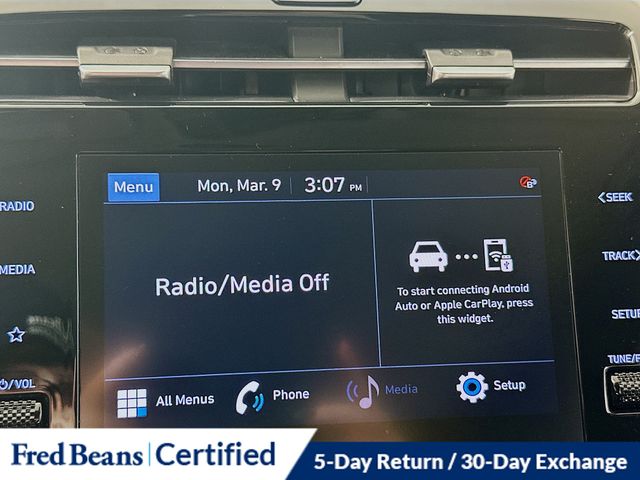 Menu
Mon, Mar. 9
3:07 PM
RADIO
MEDIA
/VOL
Radio/Media Off
To start connecting Android
Auto or Apple CarPlay, press
this widget.
All Menus
Phone
Media
Setup
<SEEK
TRACK>
SETUP
TUNE/F
Fred Beans | Certified
5-Day Return / 30-Day Exchange